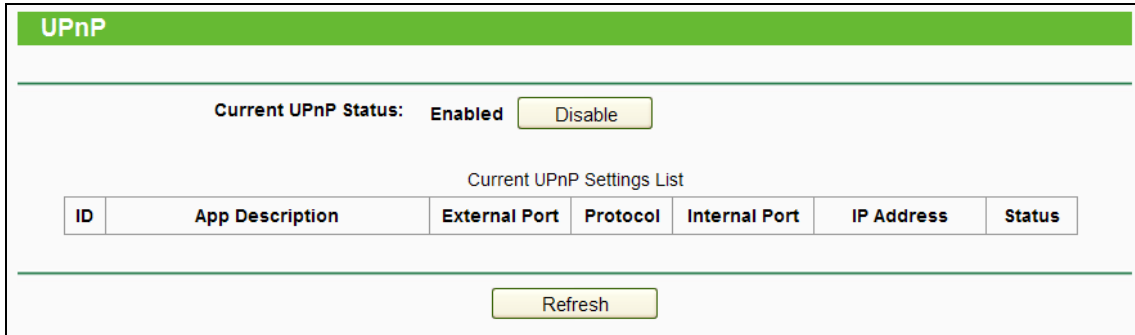 UPnP
Current UPnP Status: Enabled Disable
Current UPnP Settings List
ID App Description External Port Protocol Internal Port IP Address Status
Refresh